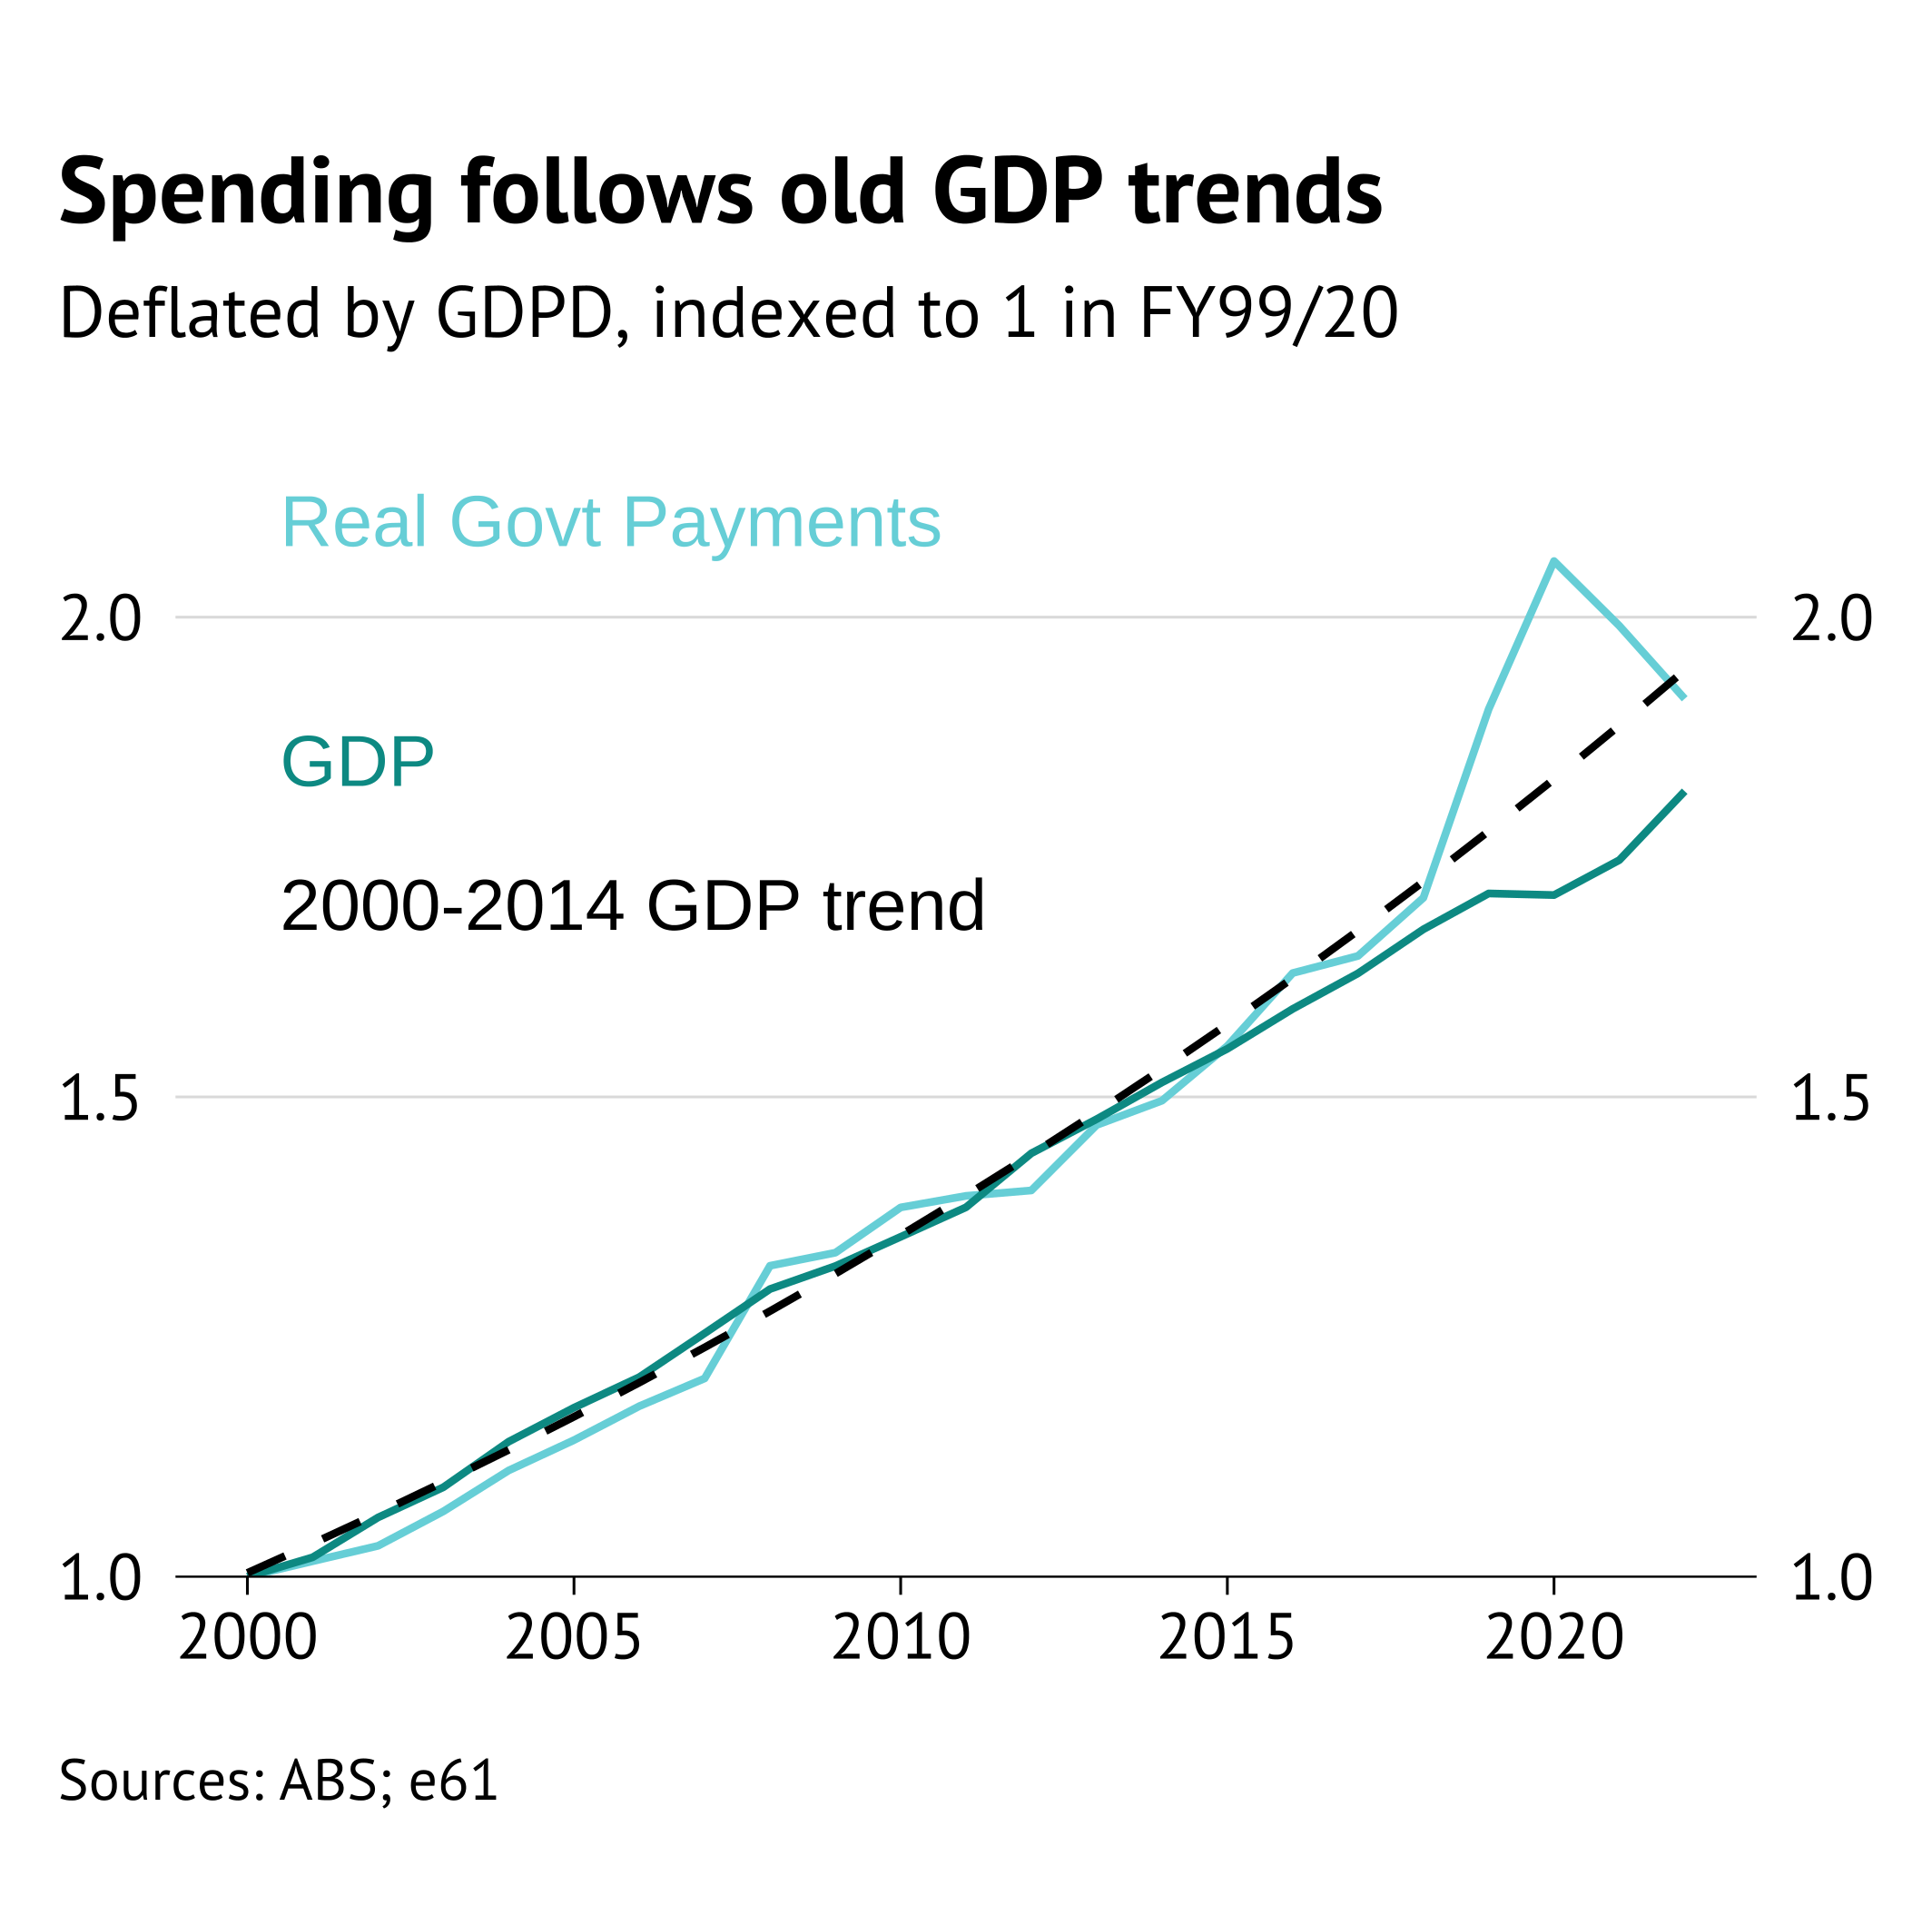 Spending follows old GDP trends
Deflated by GDPD, indexed to 1 in FY99/20
Real Govt Payments
2.0
2.0
GDP
2000-2014 GDP trend
1.5
1.5
1.0
1.0
2000
2005
2010
2015
2020
Sources: ABS; e61